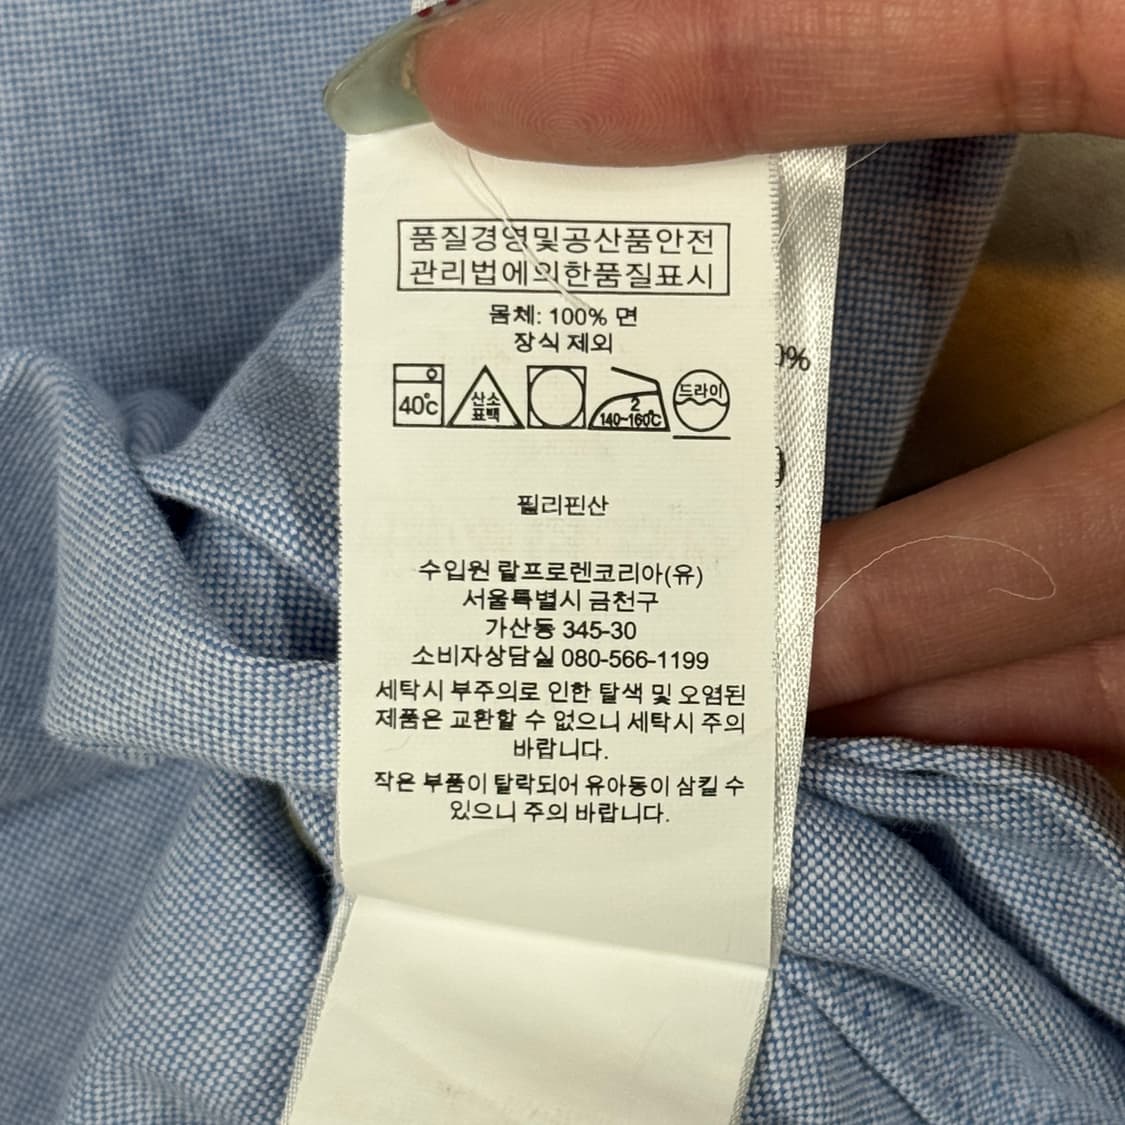 품질경영및공산품안전
관리법에의한품질표시
몸체: 100% 면
장식 제외
40°c
산소
표백
2
140~160°C
드라이
필리핀산
수입원 랄프로렌코리아(유)
서울특별시 금천구
가산동 345-30
소비자상담실 080-566-1199
세탁시 부주의로 인한 탈색 및 오염된
제품은 교환할 수 없으니 세탁시 주의
바랍니다.
작은 부품이 탈락되어 유아동이 삼킬 수
있으니 주의 바랍니다.